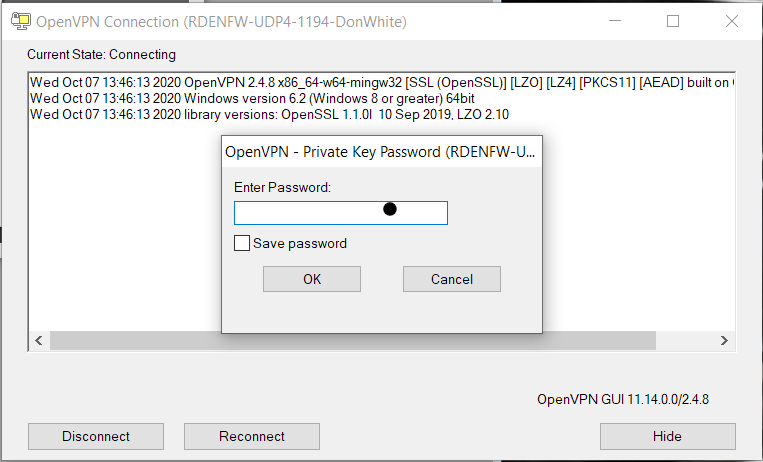 OpenVPN Connection (RDENFW-UDP4-1194-DonWhite)
Current State: Connecting
Wed Oct 07 13:46:13 2020 OpenVPN 2.4.8 x86_64-w64-mingw32 [SSL (OpenSSL)] [LZO] [LZ4] [PKCS11] [AEAD] built on
Wed Oct 07 13:46:13 2020 Windows version 6.2 (Windows 8 or greater) 64bit
Wed Oct 07 13:46:13 2020 library versions: OpenSSL 1.1.0l  10 Sep 2019, LZO 2.10
OpenVPN - Private Key Password (RDENFW-U...
Enter Password:
Save password
OK Cancel
OpenVPN GUI 11.14.0.0/2.4.8
Disconnect Reconnect Hide